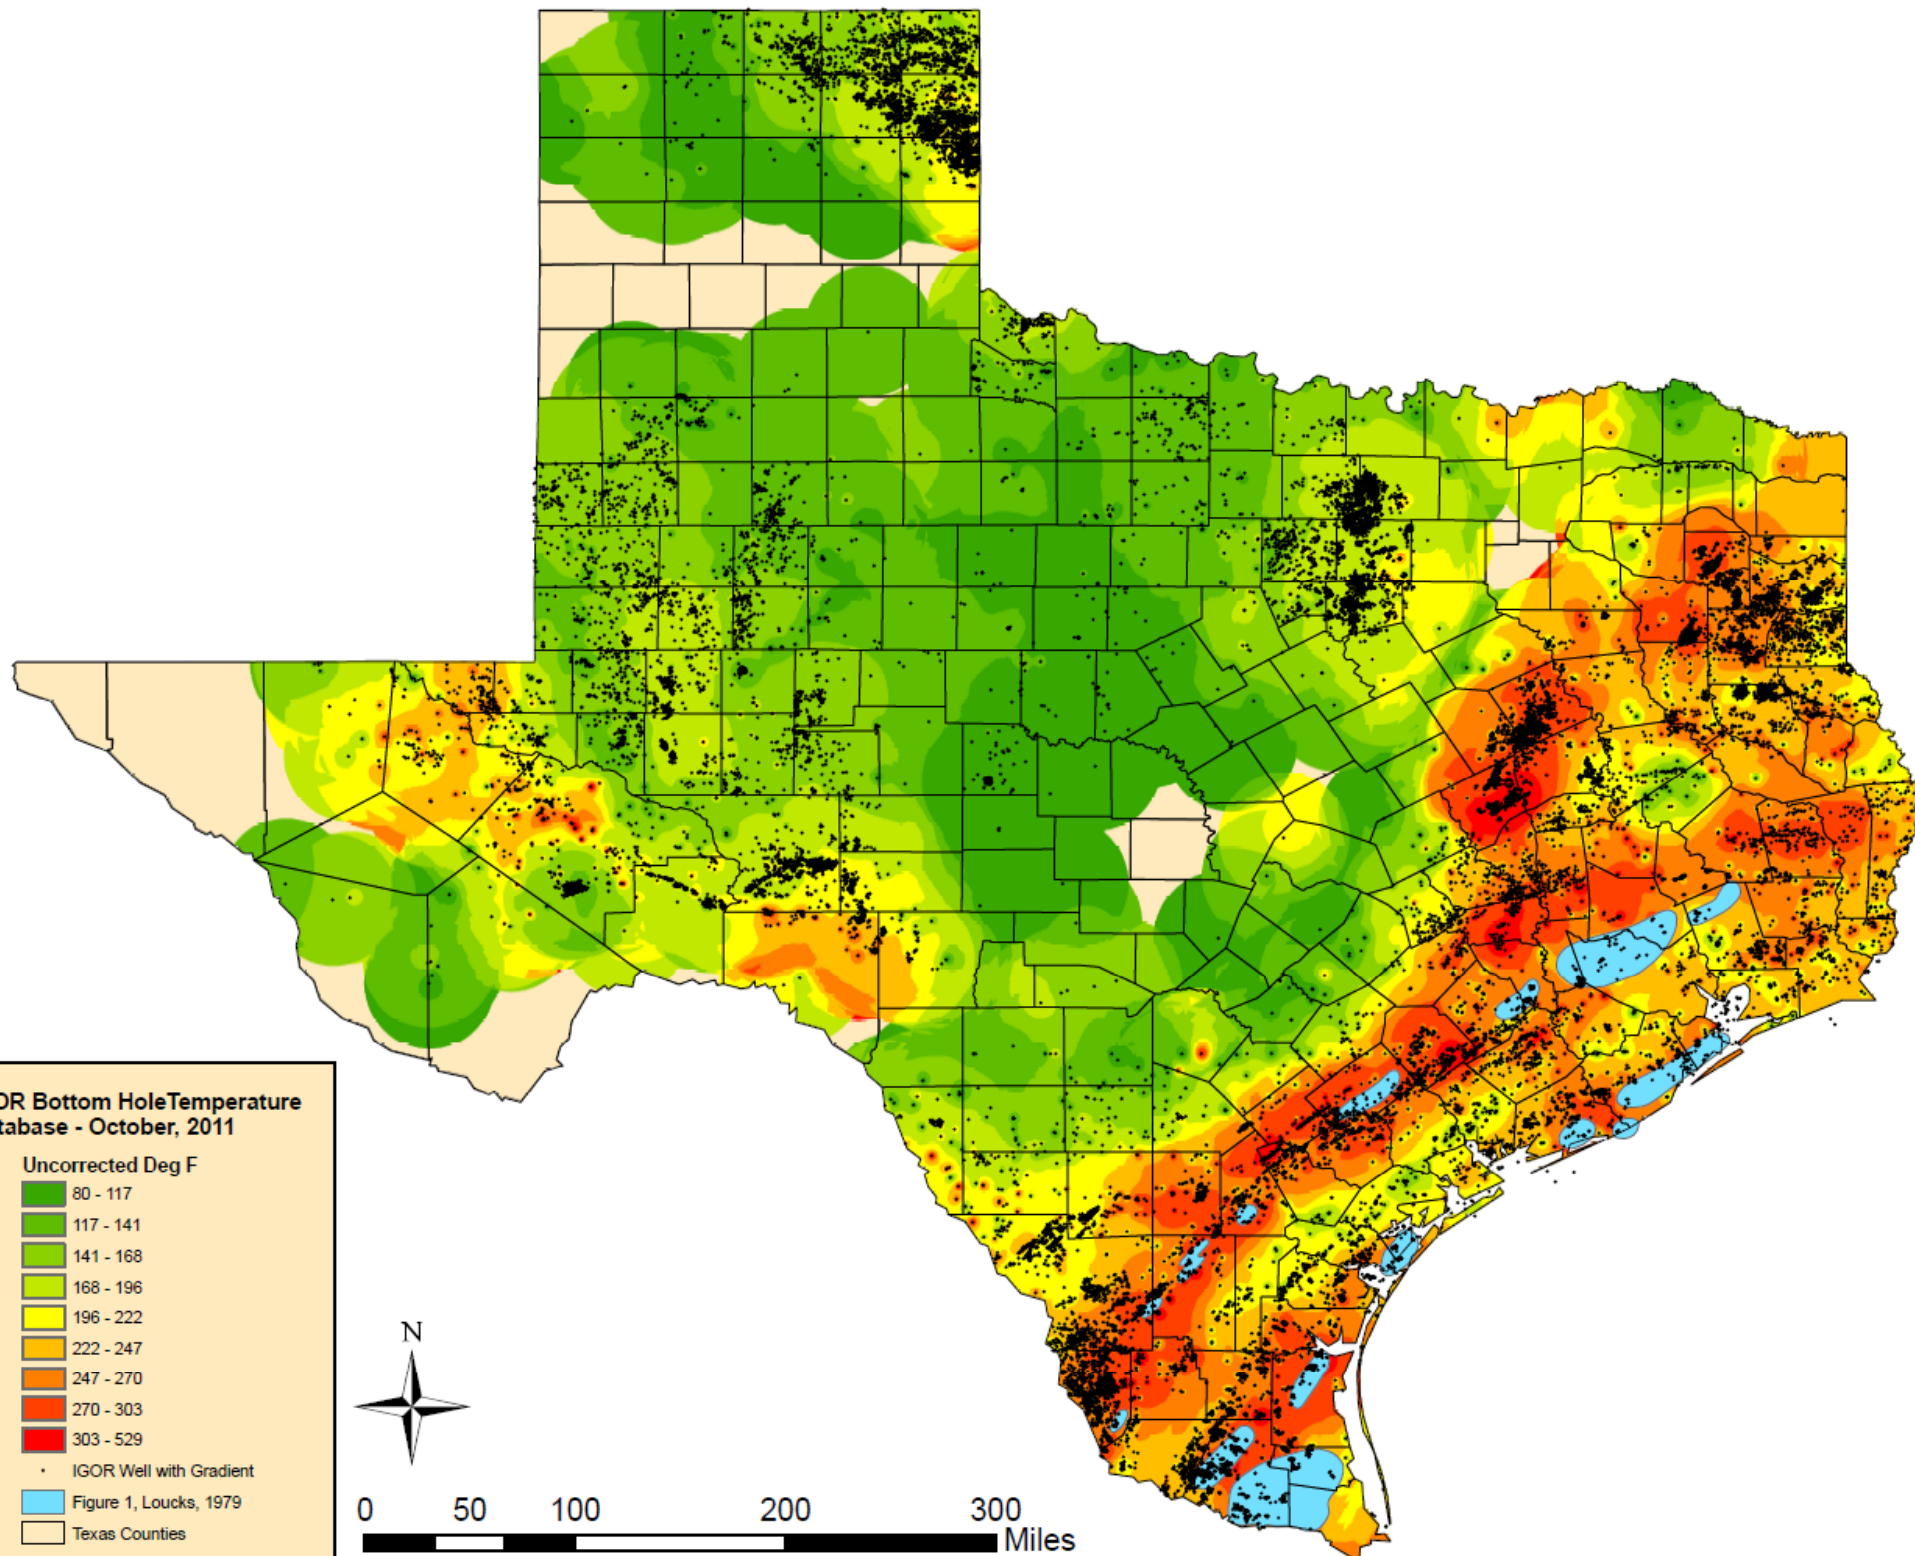 OR Bottom HoleTemperature
tabase - October, 2011
Uncorrected Deg F
80 - 117
117 - 141
141 - 168
168 - 196
196 - 222
222 - 247
247 - 270
270 - 303
303 - 529
IGOR Well with Gradient
Figure 1, Loucks, 1979
Texas Counties
N
0 50 100 200 300
Miles